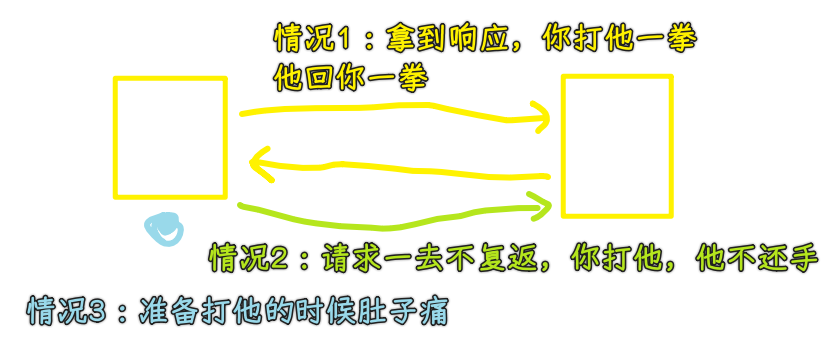 情况1：拿到响应，你打他一拳
他回你一拳
情况2：请求一去不复返，你打他，他不还手
情况3：准备打他的时候肚子痛